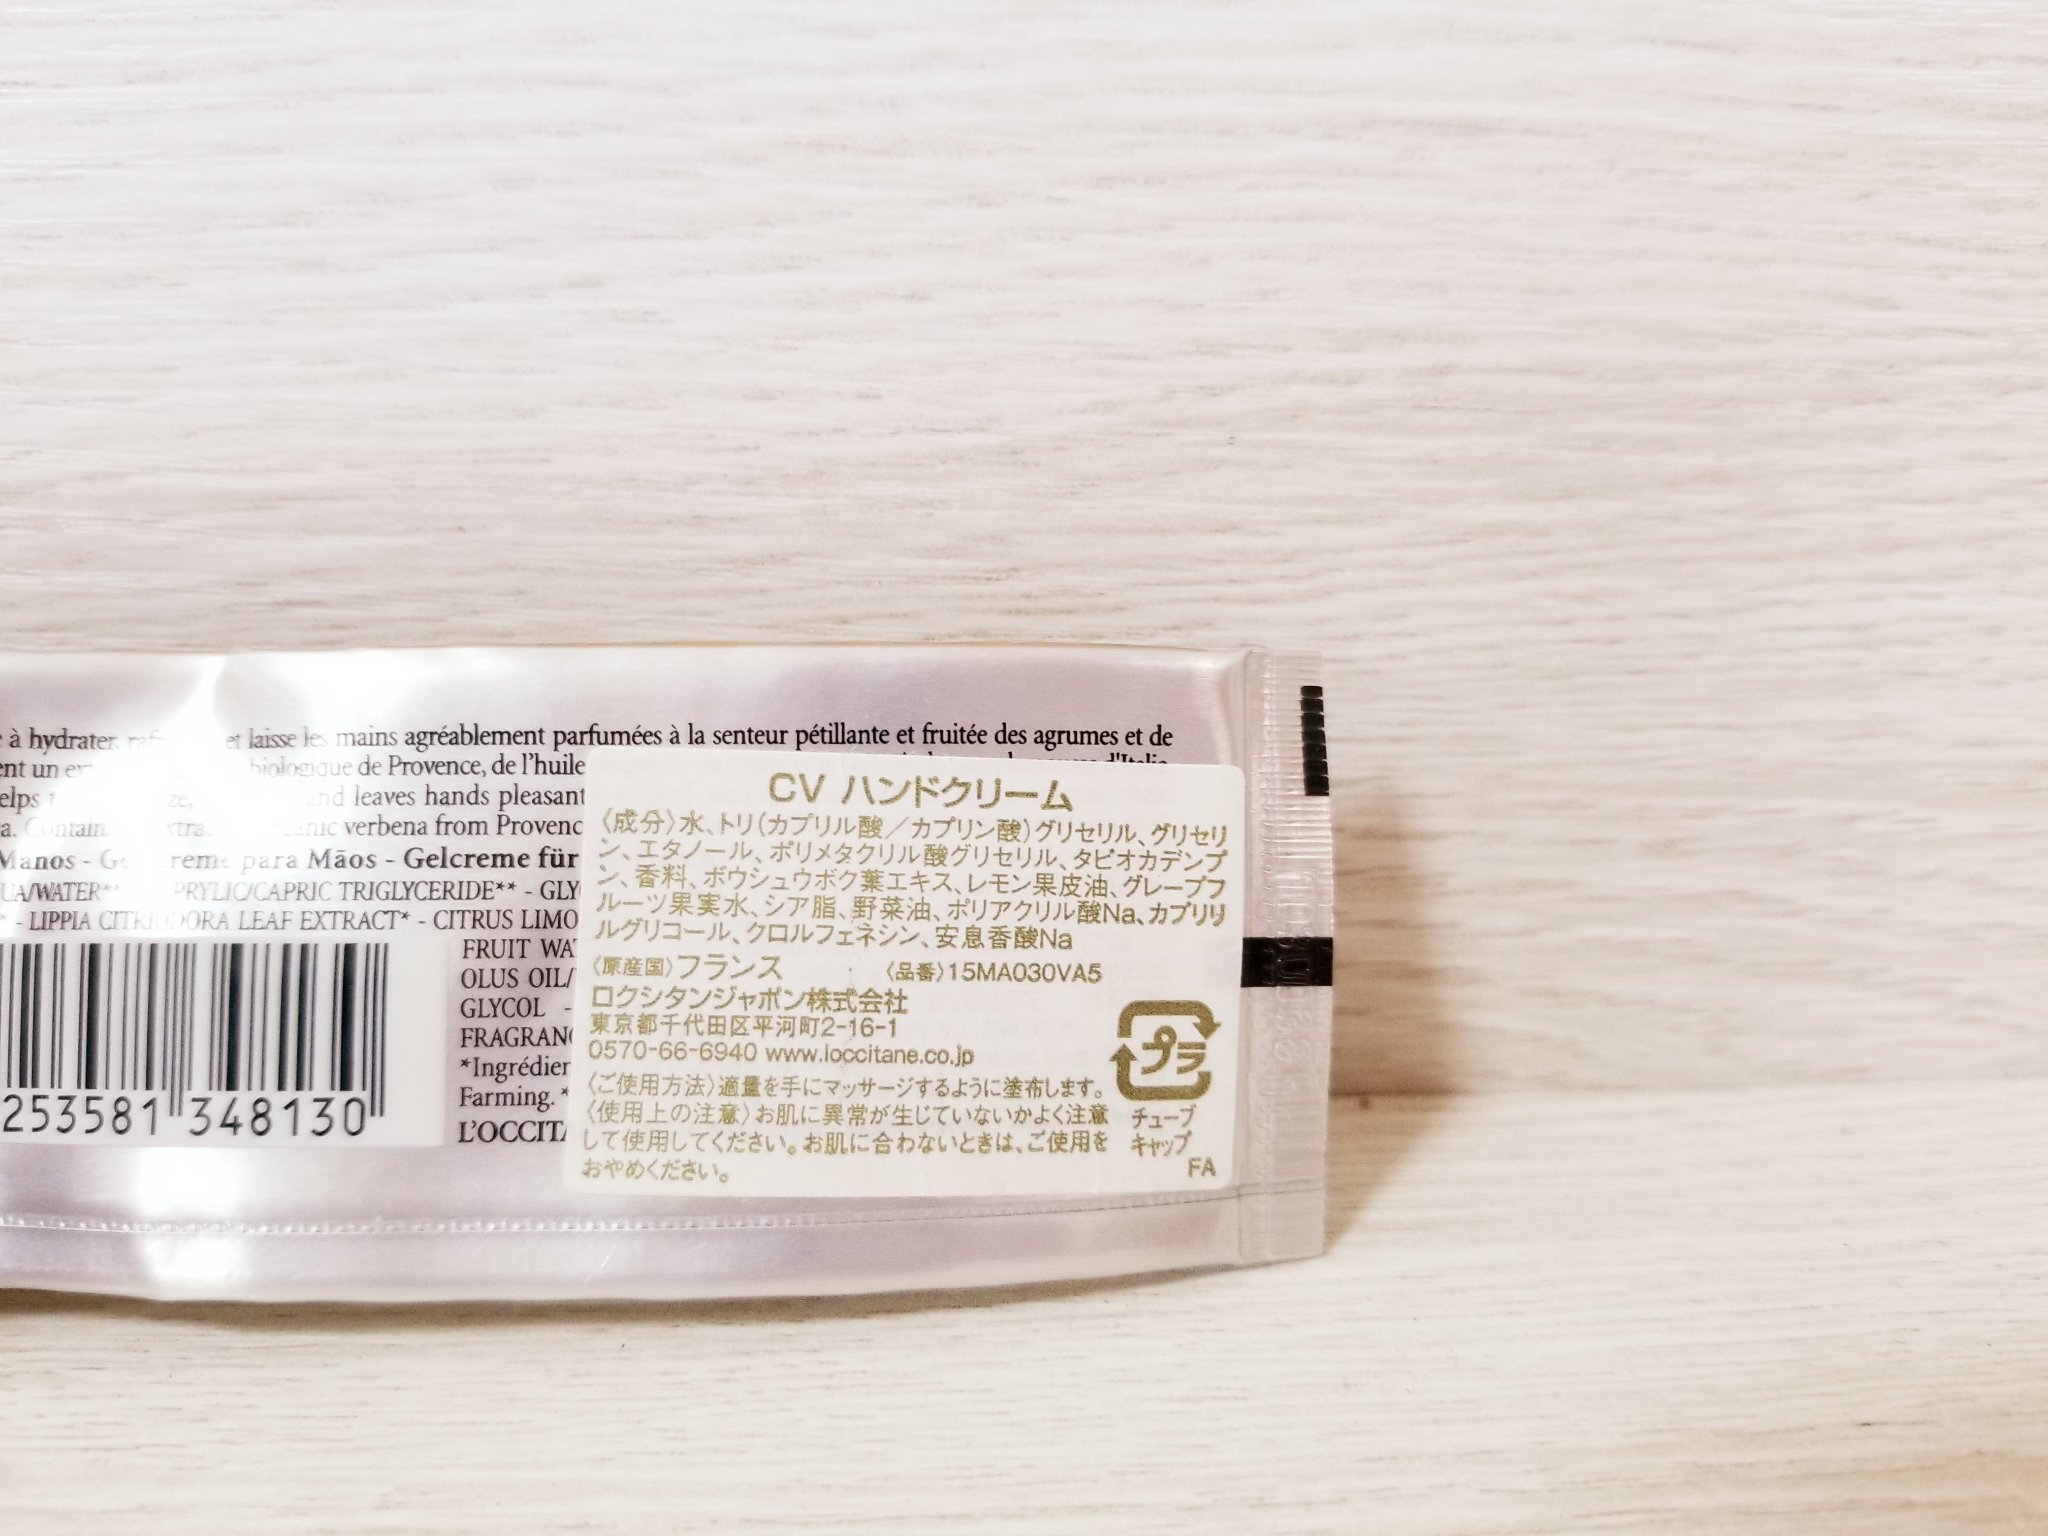 à hydrater, et laisse les mains agréablement parfumées à la senteur pétillante et fruitée des agrumes et de
un biologique de Provence, de l'huile d'Italie
and leaves hands pleasant
verbena from Provenc
Manos - para Mãos - Gelcreme für
WATER** PRYLIC/CAPRIC TRIGLYCERIDE** - GLY
- LIPPIA CITRIODORA LEAF EXTRACT* - CITRUS LIMO
FRUIT WA
OLUS OIL/
GLYCOL -
FRAGRAN
*Ingrédien
Farming. *
L'OCCITA
253581 348130
CV ハンドクリーム
〈成分〉水、トリ(カプリル酸/カプリン酸)グリセリル、グリセリ
ン、エタノール、ポリメタクリル酸グリセリル、タピオカデンプ
ン、香料、ボウシュウボク葉エキス、レモン果皮油、グレープフ
ルーツ果実水、シア脂、野菜油、ポリアクリル酸Na、カプリリ
ルグリコール、クロルフェネシン、安息香酸Na
〈原産国〉フランス 〈品番〉15MA030VA5
ロクシタンジャポン株式会社
東京都千代田区平河町2-16-1
0570-66-6940 www.loccitane.co.jp
〈ご使用方法〉適量を手にマッサージするように塗布します。
〈使用上の注意〉お肌に異常が生じていないかよく注意
して使用してください。お肌に合わないときは、ご使用を
おやめください。
プラ
チューブ
キャップ
FA